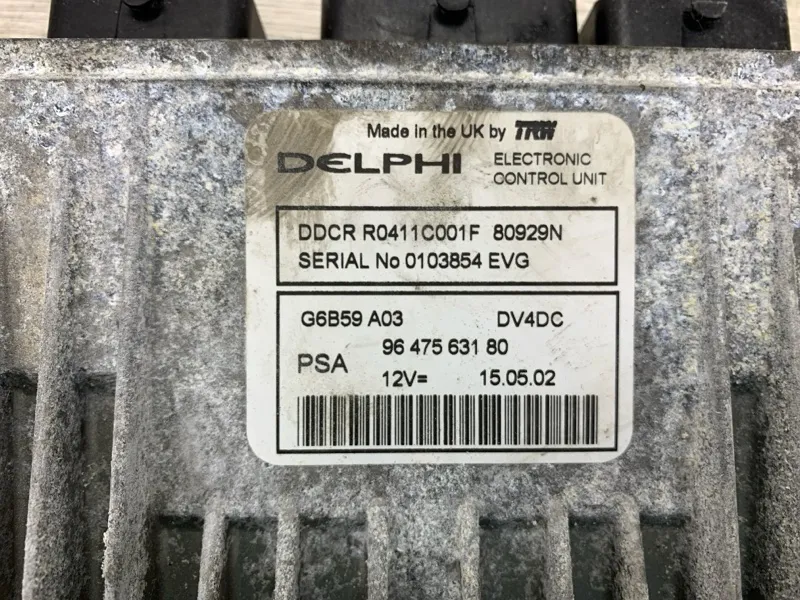 Made in the UK by TRW
DELPHI ELECTRONIC CONTROL UNIT
DDCR R0411C001F 80929N
SERIAL No 0103854 EVG
G6B59 A03 DV4DC
PSA 96 475 631 80
12V= 15.05.02